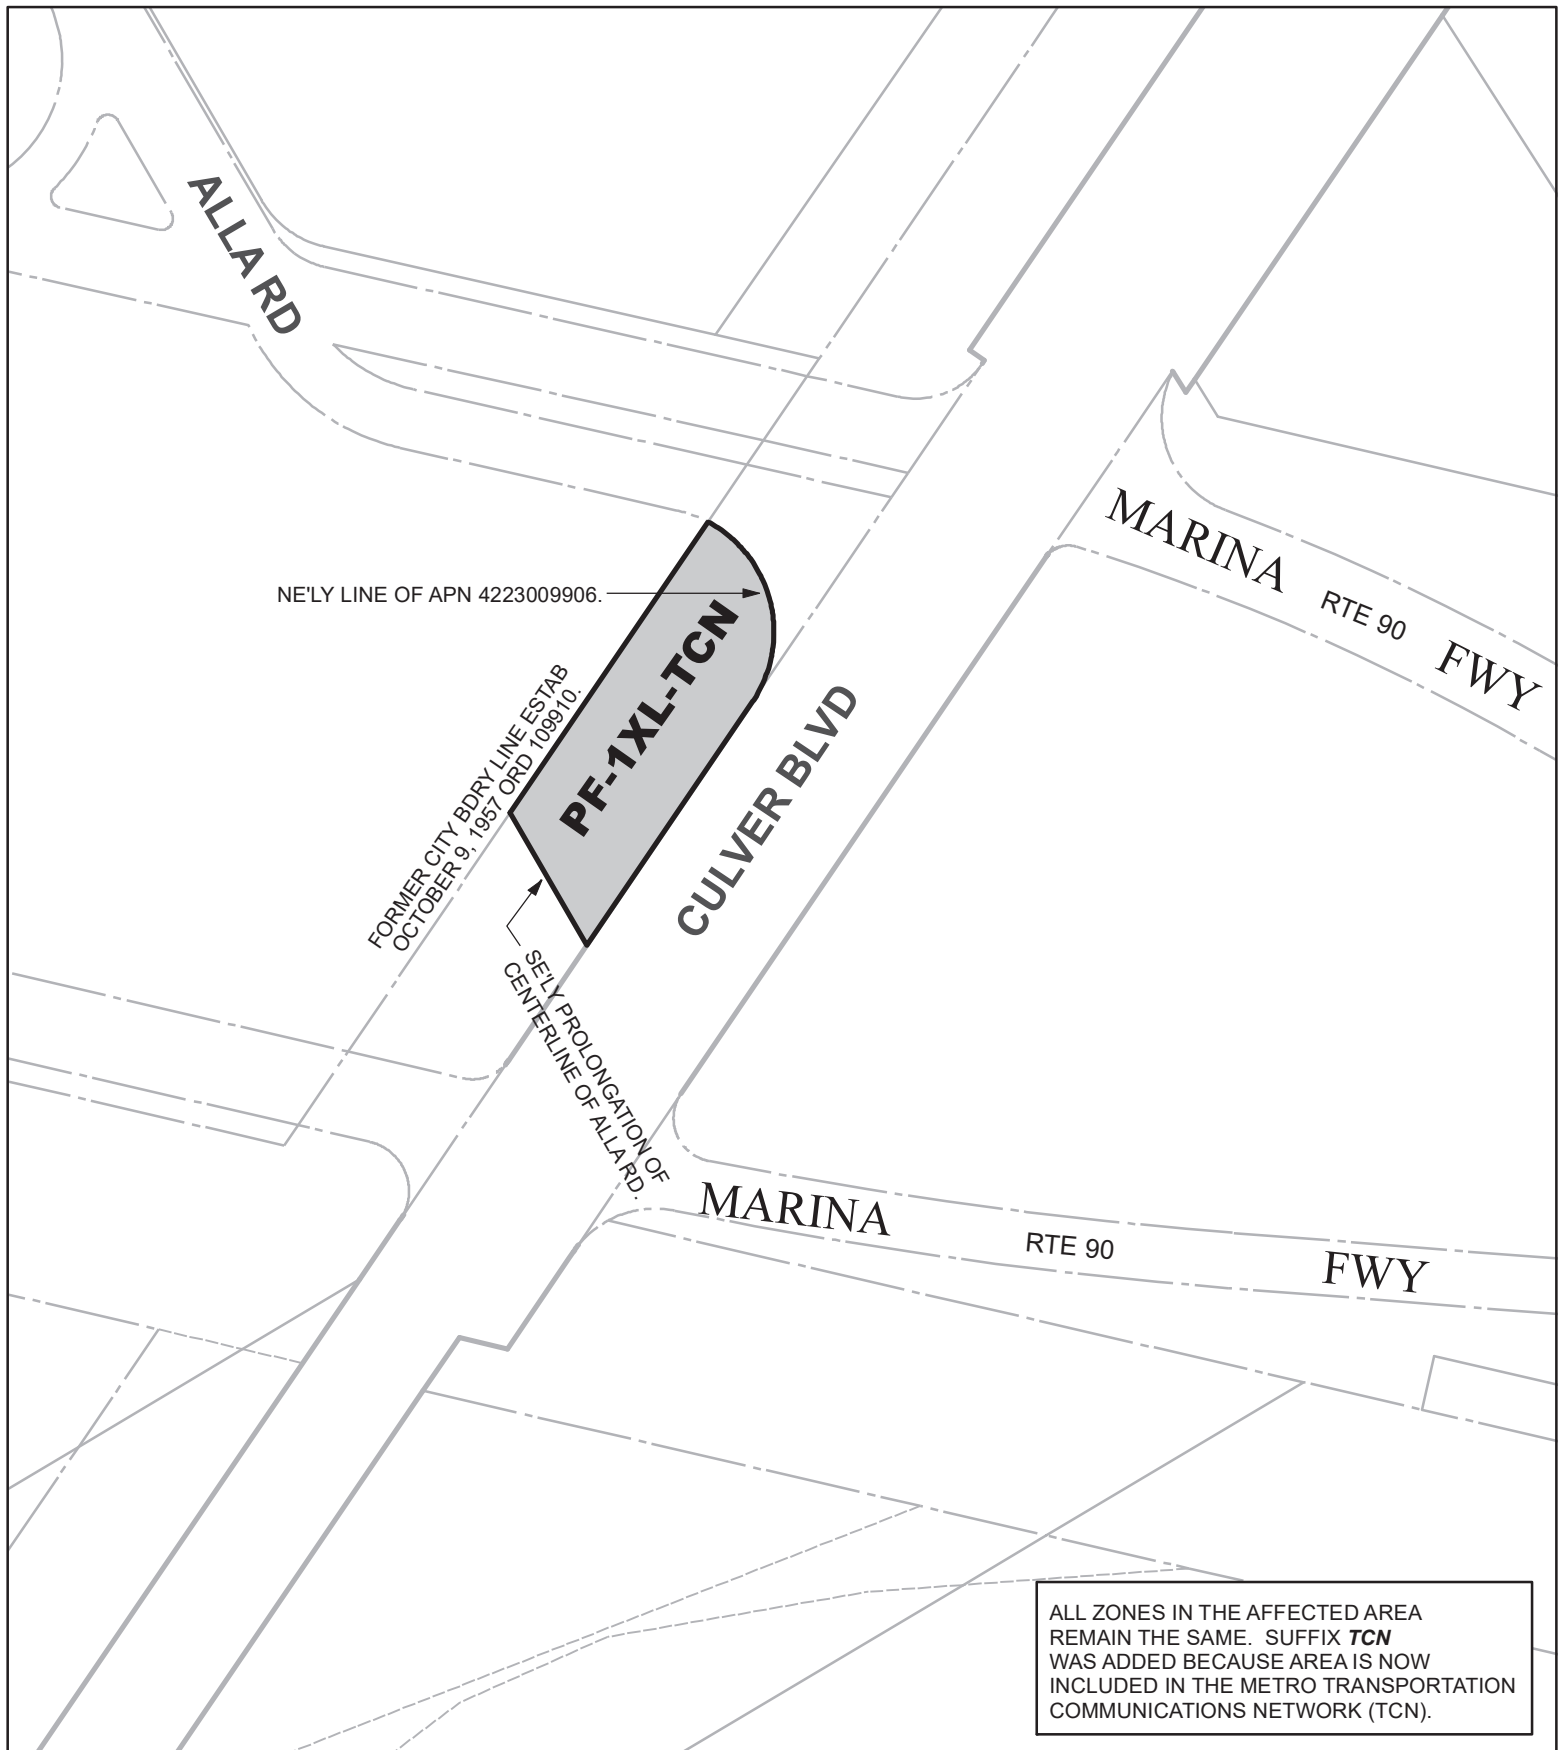 ALLA RD
MARINA
RTE 90
FWY
NE'LY LINE OF APN 4223009906.
PF-1XL-TCN
FORMER CITY BDRY LINE ESTAB
OCTOBER 9, 1957 ORD 109910.
CULVER BLVD
SE'LY PROLONGATION OF
CENTERLINE OF ALLA RD.
MARINA
RTE 90
FWY
ALL ZONES IN THE AFFECTED AREA
REMAIN THE SAME. SUFFIX TCN
WAS ADDED BECAUSE AREA IS NOW
INCLUDED IN THE METRO TRANSPORTATION
COMMUNICATIONS NETWORK (TCN).